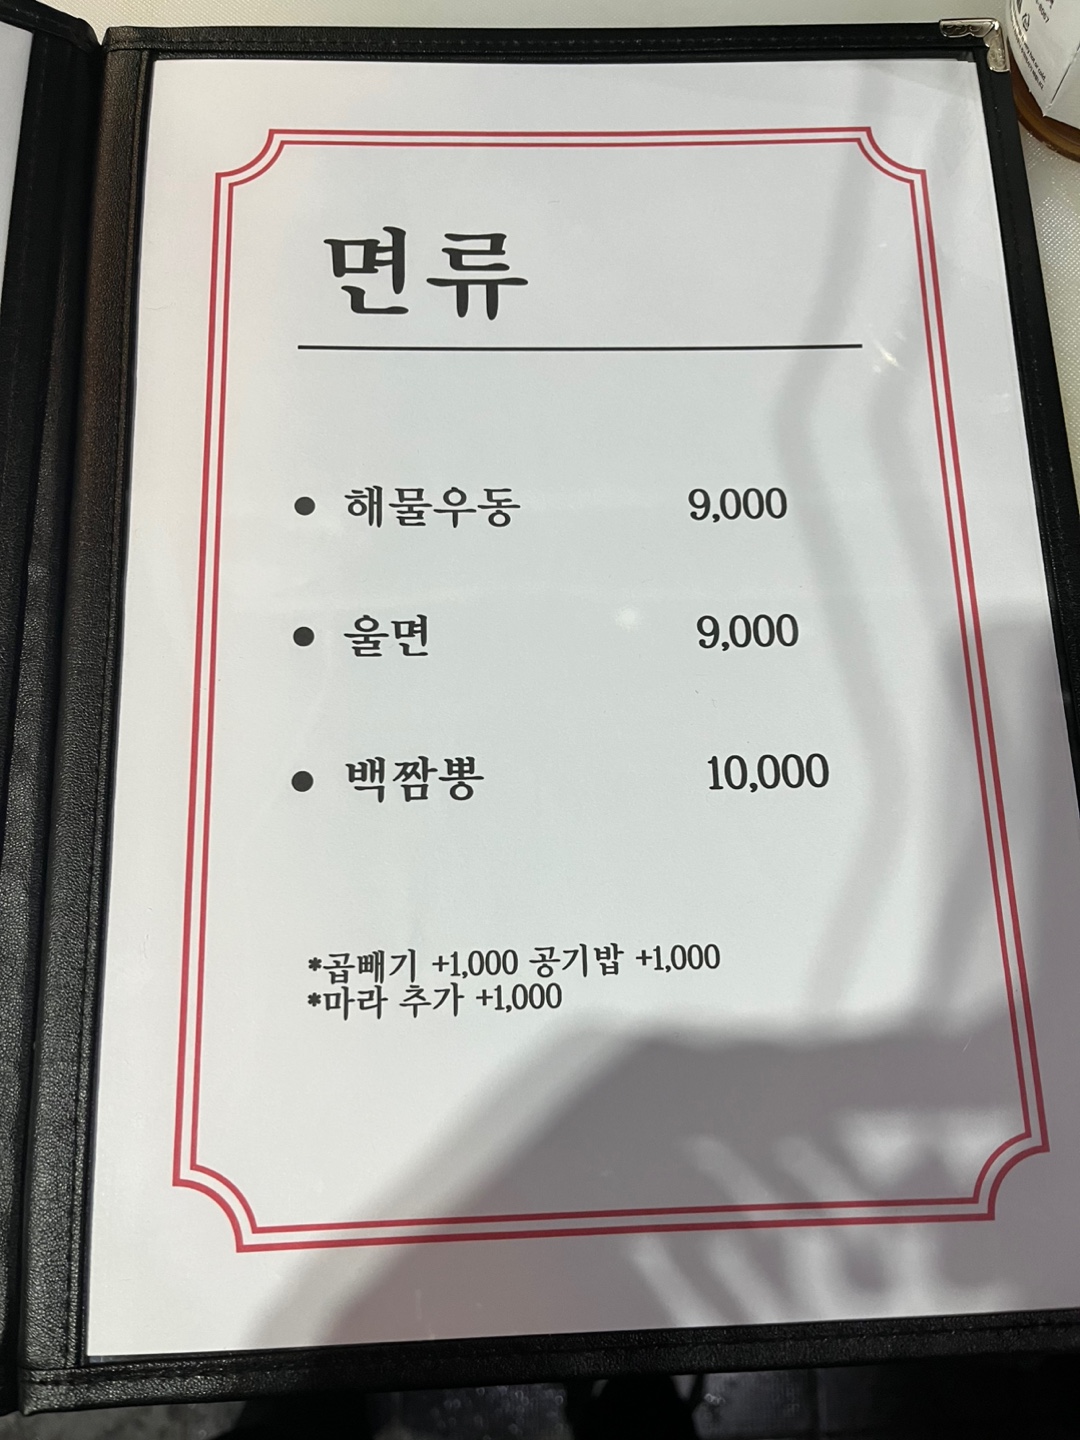 면류
● 해물우동 9,000
● 울면 9,000
● 백짬뽕 10,000
*곱빼기 +1,000 공기밥 +1,000
*마라 추가 +1,000